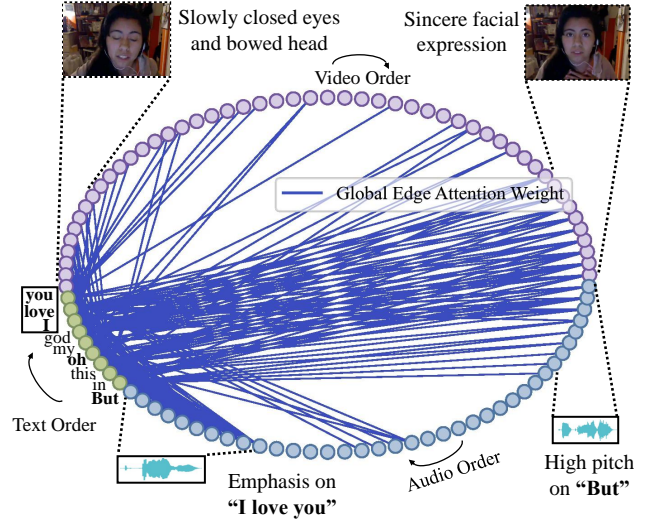 Slowly closed eyes
and bowed head
Sincere facial
expression
Video Order
Global Edge Attention Weight
you
love
I
god
my
oh
this
in
But
Text Order
Emphasis on
“I love you”
Audio Order
High pitch
on “But”